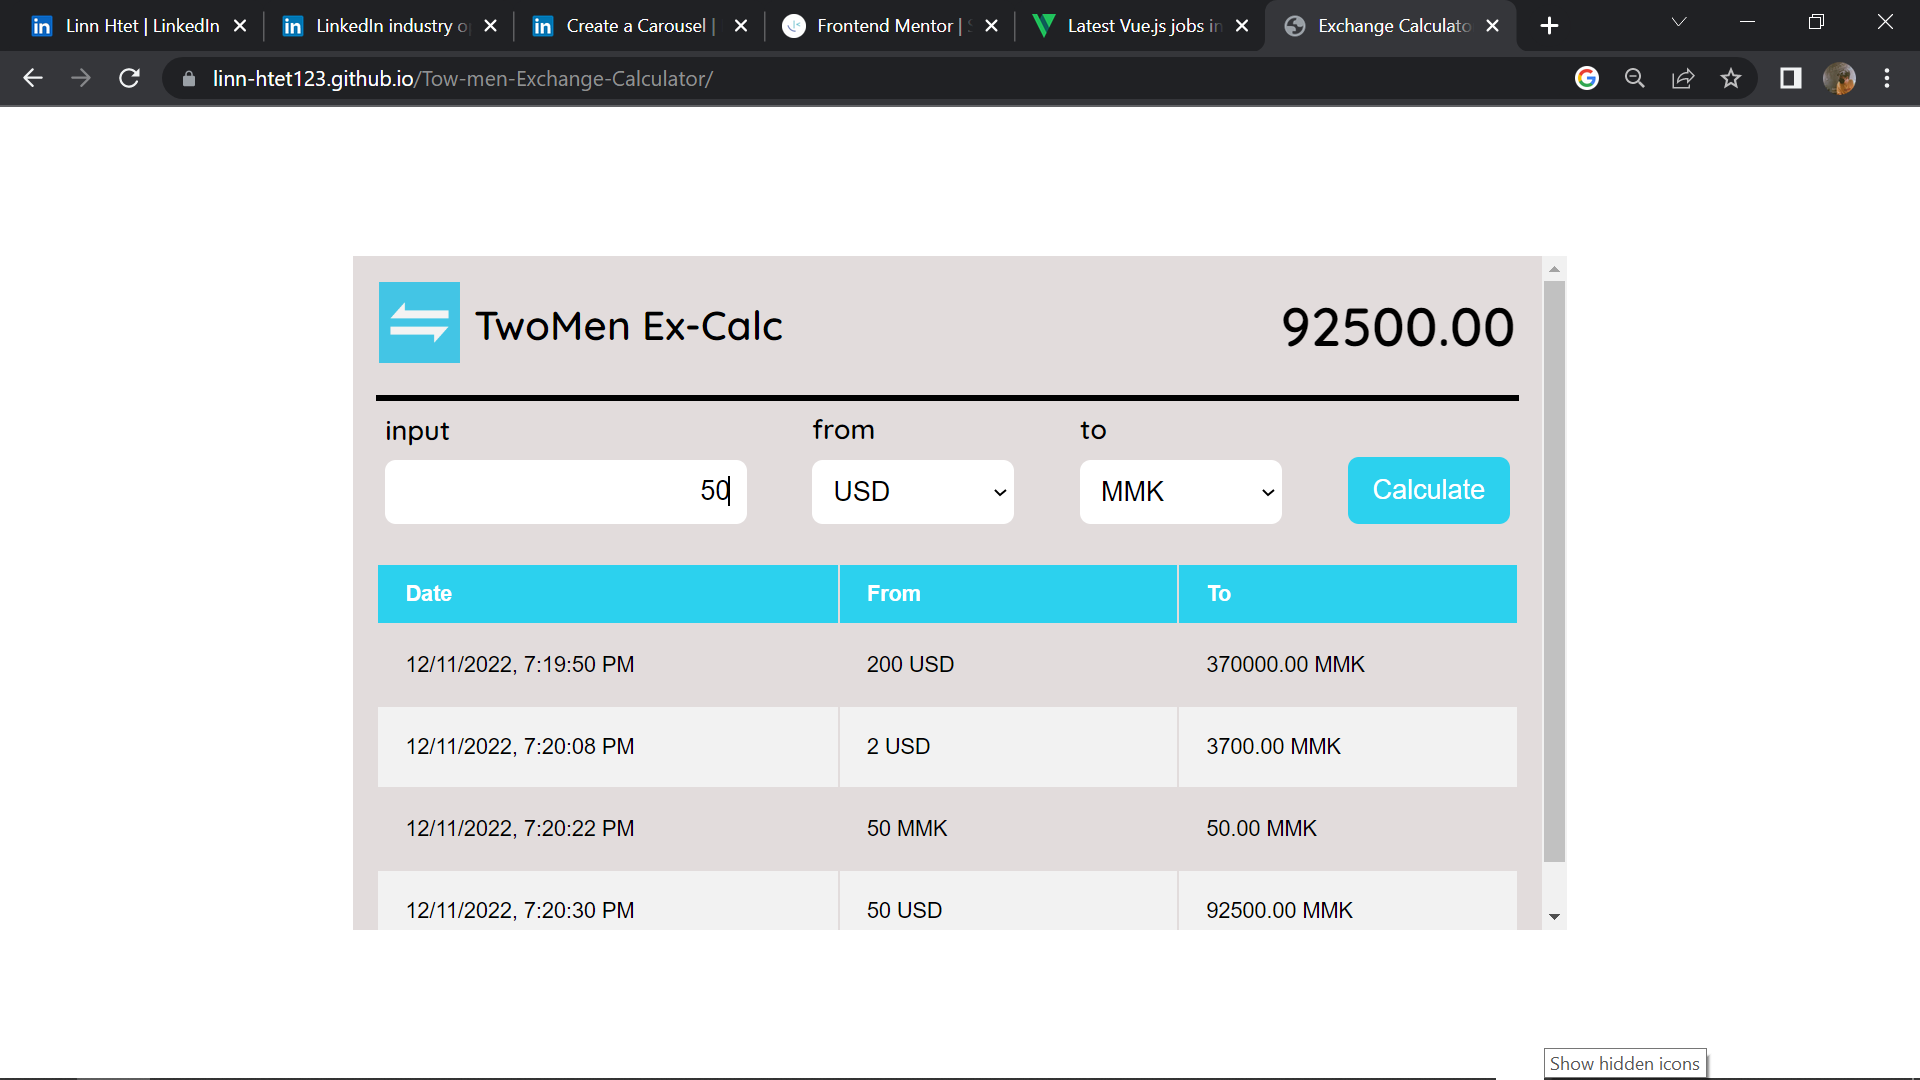 Linn Htet | LinkedIn
LinkedIn industry o
Create a Carousel |
Frontend Mentor |
Latest Vue.js jobs in
Exchange Calculato
linn-htet123.github.io/Tow-men-Exchange-Calculator/
TwoMen Ex-Calc
92500.00
input
from
to
50
USD
MMK
Calculate
Date From To
12/11/2022, 7:19:50 PM 200 USD 370000.00 MMK
12/11/2022, 7:20:08 PM 2 USD 3700.00 MMK
12/11/2022, 7:20:22 PM 50 MMK 50.00 MMK
12/11/2022, 7:20:30 PM 50 USD 92500.00 MMK
Show hidden icons